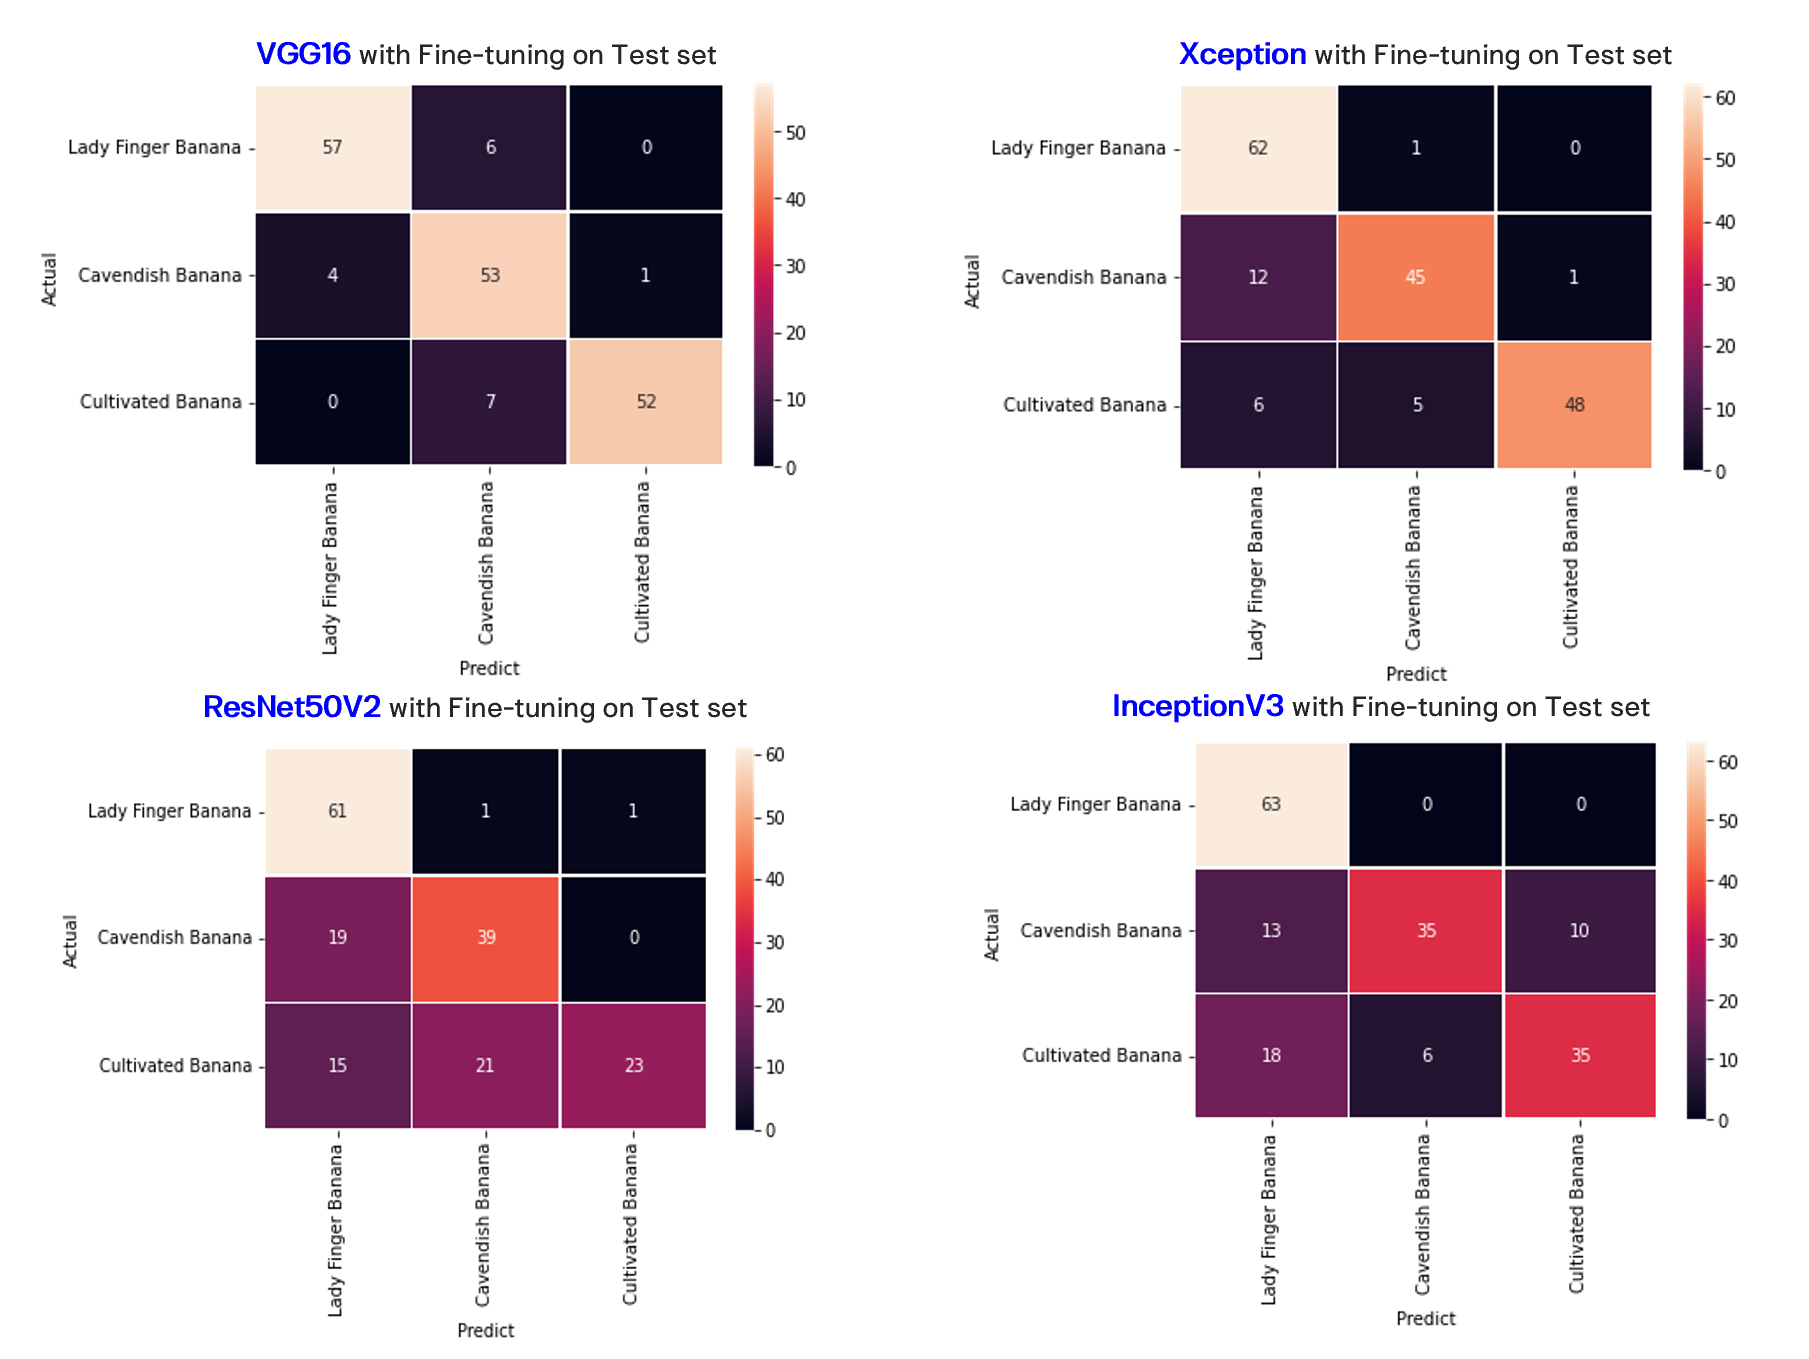 VGG16 with Fine-tuning on Test set
Lady Finger Banana
57 6 0
Cavendish Banana
4 53 1
Cultivated Banana
0 7 52
Actual
50
40
30
20
10
0
Lady Finger Banana
Cavendish Banana
Cultivated Banana
Predict
Xception with Fine-tuning on Test set
Lady Finger Banana
62 1 0
Cavendish Banana
12 45 1
Cultivated Banana
6 5 48
Actual
60
50
40
30
20
10
0
Lady Finger Banana
Cavendish Banana
Cultivated Banana
Predict
ResNet50V2 with Fine-tuning on Test set
Lady Finger Banana
61 1 1
Cavendish Banana
19 39 0
Cultivated Banana
15 21 23
Actual
60
50
40
30
20
10
0
Lady Finger Banana
Cavendish Banana
Cultivated Banana
Predict
InceptionV3 with Fine-tuning on Test set
Lady Finger Banana
63 0 0
Cavendish Banana
13 35 10
Cultivated Banana
18 6 35
Actual
60
50
40
30
20
10
0
Lady Finger Banana
Cavendish Banana
Cultivated Banana
Predict